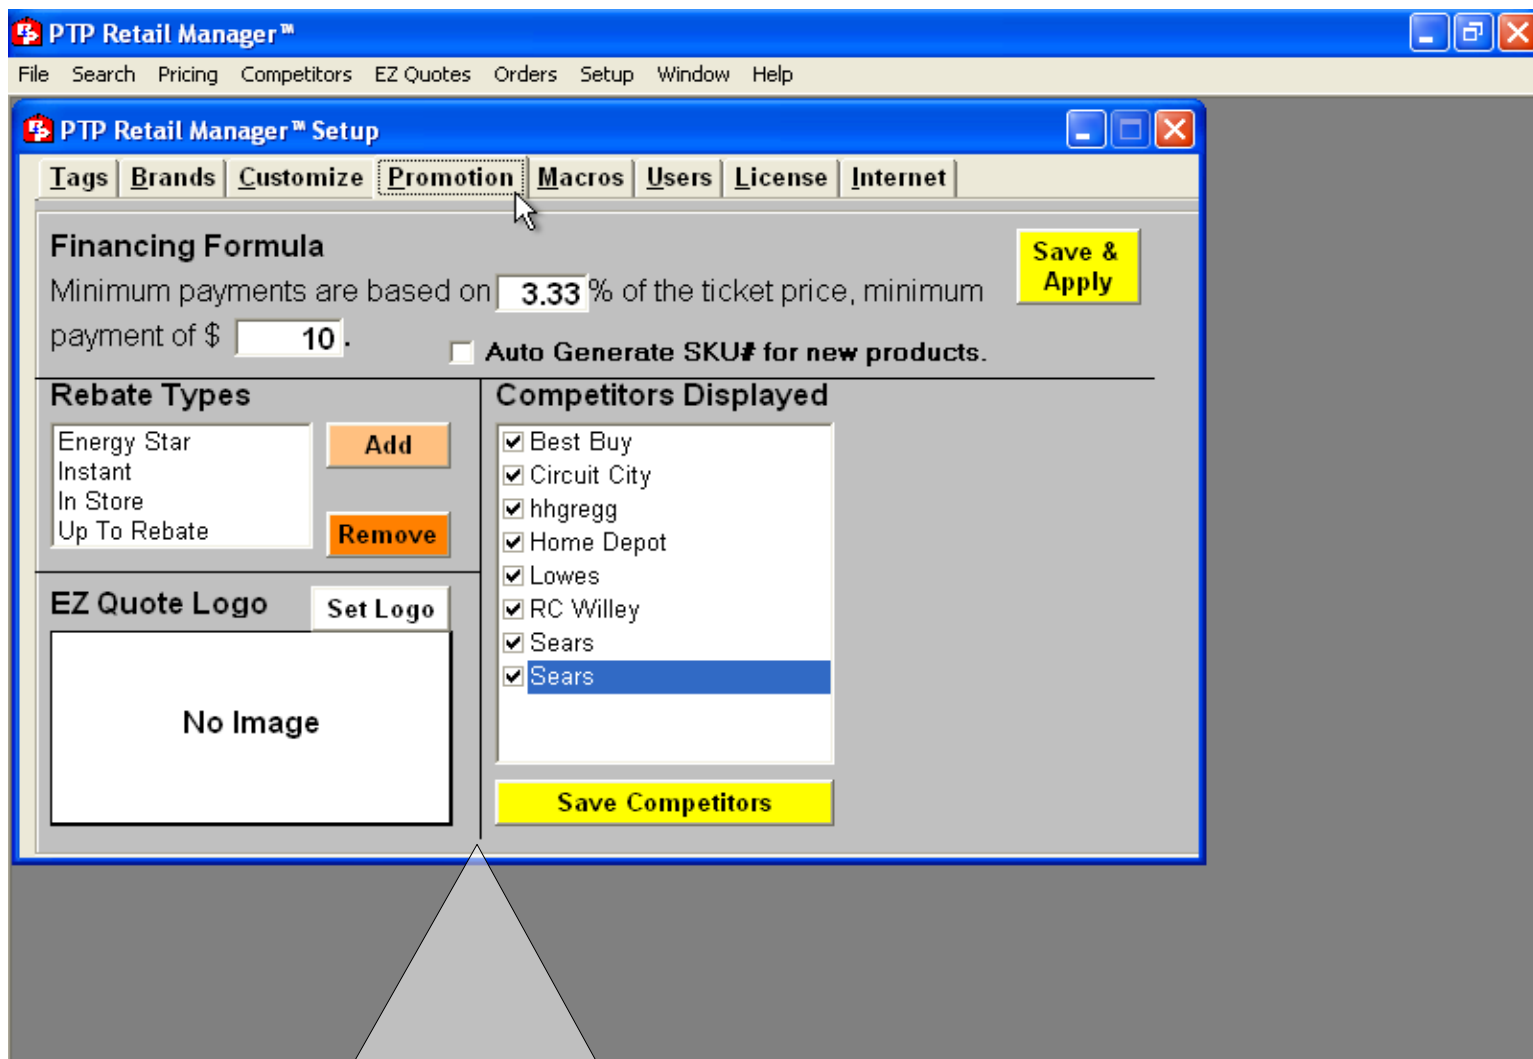 PTP Retail Manager™
File Search Pricing Competitors EZ Quotes Orders Setup Window Help
PTP Retail Manager™ Setup
Tags Brands Customize Promotion Macros Users License Internet
Financing Formula
Save &
Apply
Minimum payments are based on 3.33 % of the ticket price, minimum
payment of $ 10 .
Auto Generate SKU# for new products.
Rebate Types
Energy Star
Instant
In Store
Up To Rebate
Add
Remove
EZ Quote Logo
Set Logo
No Image
Competitors Displayed
Best Buy
Circuit City
hhgregg
Home Depot
Lowes
RC Willey
Sears
Sears
Save Competitors